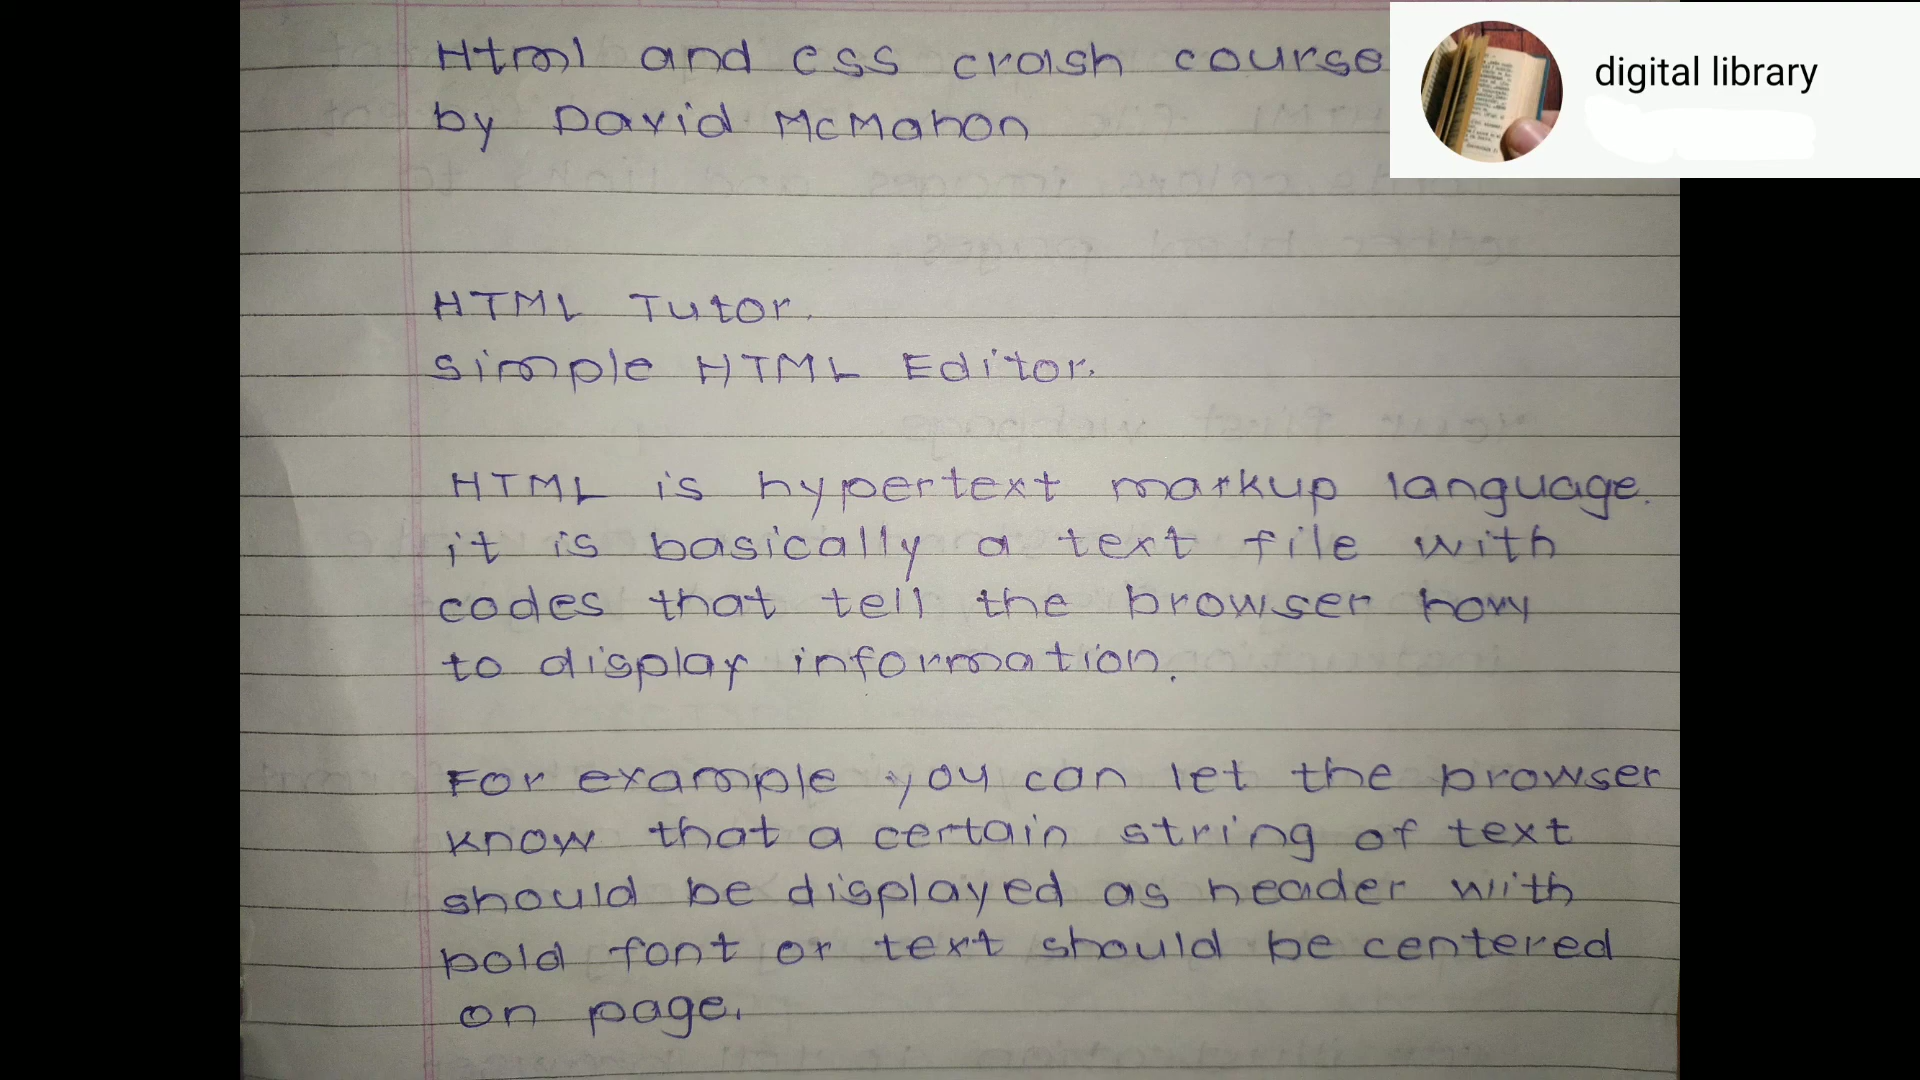 Html and css crash course
by David McMahon
digital library
HTML Tutor.
simple HTML Editor.
HTML is hypertext markup language.
it is basically a text file with
codes that tell the browser how
to display information.
For example you can let the browser
know that a certain string of text
should be displayed as header with
bold font or text should be centered
on page.